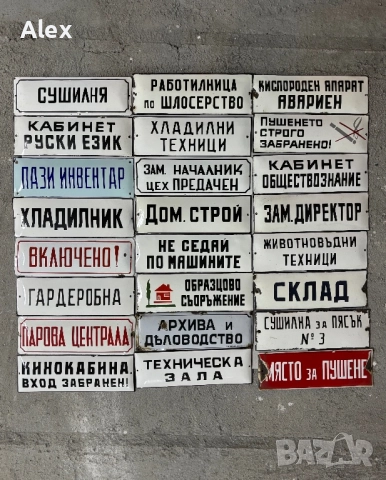 Alex
СУШИЛНЯ
РАБОТИЛНИЦА
ПО ШЛОСЕРСТВО
КИСЛОРОДЕН АПАРАТ
АВАРИЕН
КАБИНЕТ
РУСКИ ЕЗИК
ХЛАДИЛНИ
ТЕХНИЦИ
ПУШЕНЕТО
СТРОГО
ЗАБРАНЕНО!
ПАЗИ ИНВЕНТАР
ЗАМ. НАЧАЛНИК
ЦЕХ ПРЕДАЧЕН
КАБИНЕТ
ОБЩЕСТВОЗНАНИЕ
ХЛАДИЛНИК
ДОМ. СТРОЙ
ЗАМ. ДИРЕКТОР
ВКЛЮЧЕНО!
НЕ СЕДЯЙ
ПО МАШИНИТЕ
ЖИВОТНОВЪДНИ
ТЕХНИЦИ
ГАРДЕРОБНА
ОБРАЗЦОВО
СЪОРЪЖЕНИЕ
СКЛАД
ПАРОВА ЦЕНТРАЛА
АРХИВА И
ДЪЛОВОДСТВО
СУШИЛНА ЗА ПЯСЪК
№ 3
КИНОКАБИНА
ВХОД ЗАБРАНЕН!
ТЕХНИЧЕСКА
ЗАЛА
МЯСТО ЗА ПУШЕНЕ
BAZAR